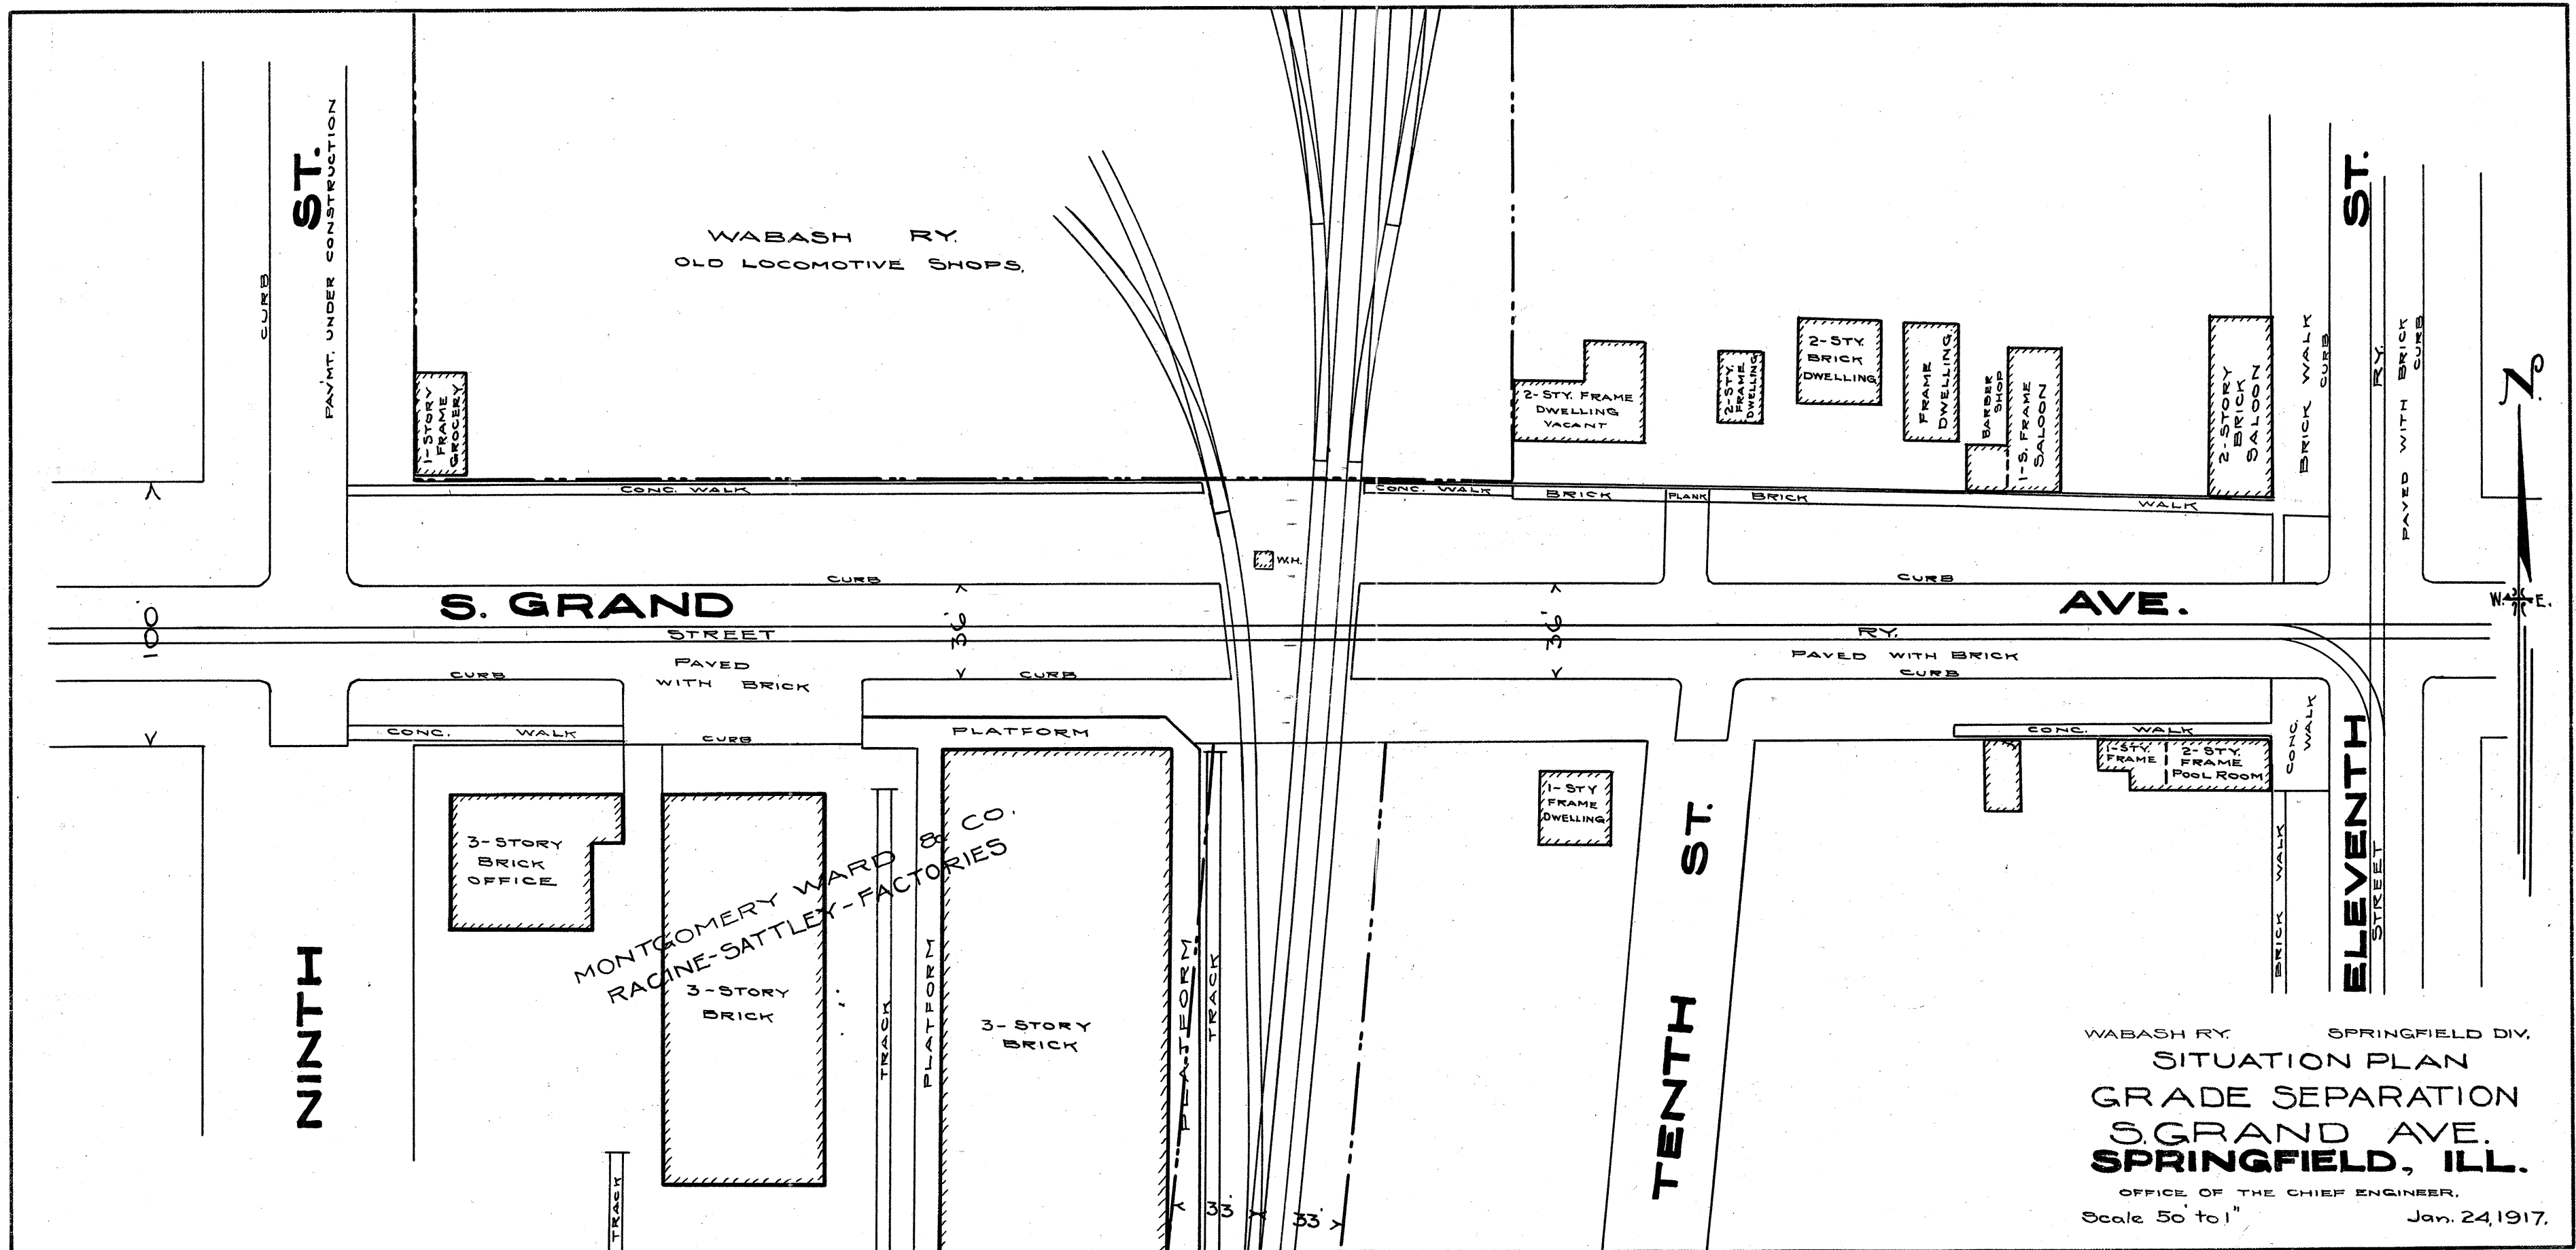 ST.
PAV'MT. UNDER CONSTRUCTION
CURB
WABASH RY.
OLD LOCOMOTIVE SHOPS.
1-STORY
FRAME
GROCERY
2-STY. FRAME
DWELLING
VACANT
2-STY.
FRAME
DWELLING
2-STY.
BRICK
DWELLING
FRAME
DWELLING
BARBER
SHOP
1-S. FRAME
SALOON
2-STORY
BRICK
SALOON
BRICK WALK
CURB
ST.
RY.
PAVED WITH BRICK
CURB
N
W. E.
CONC. WALK
CONC. WALK
BRICK
PLANK
BRICK
WALK
W.H.
CURB
CURB
100'
S. GRAND
AVE.
36'
36'
STREET
RY.
PAVED
WITH BRICK
PAVED WITH BRICK
CURB
CURB
CURB
CONC. WALK
CURB
PLATFORM
CONC. WALK
CONC.
WALK
1-STY.
FRAME
2-STY.
FRAME
POOL ROOM
1-STY
FRAME
DWELLING
3-STORY
BRICK
OFFICE
MONTGOMERY WARD & CO.
RACINE-SATTLEY-FACTORIES
3-STORY
BRICK
3-STORY
BRICK
TRACK
TRACK
PLATFORM
PLATFORM
TRACK
33'
33'
NINTH
TENTH ST.
BRICK WALK
ELEVENTH
STREET
WABASH RY. SPRINGFIELD DIV.
SITUATION PLAN
GRADE SEPARATION
S. GRAND AVE.
SPRINGFIELD, ILL.
OFFICE OF THE CHIEF ENGINEER.
Scale 50' to 1" Jan. 24, 1917.